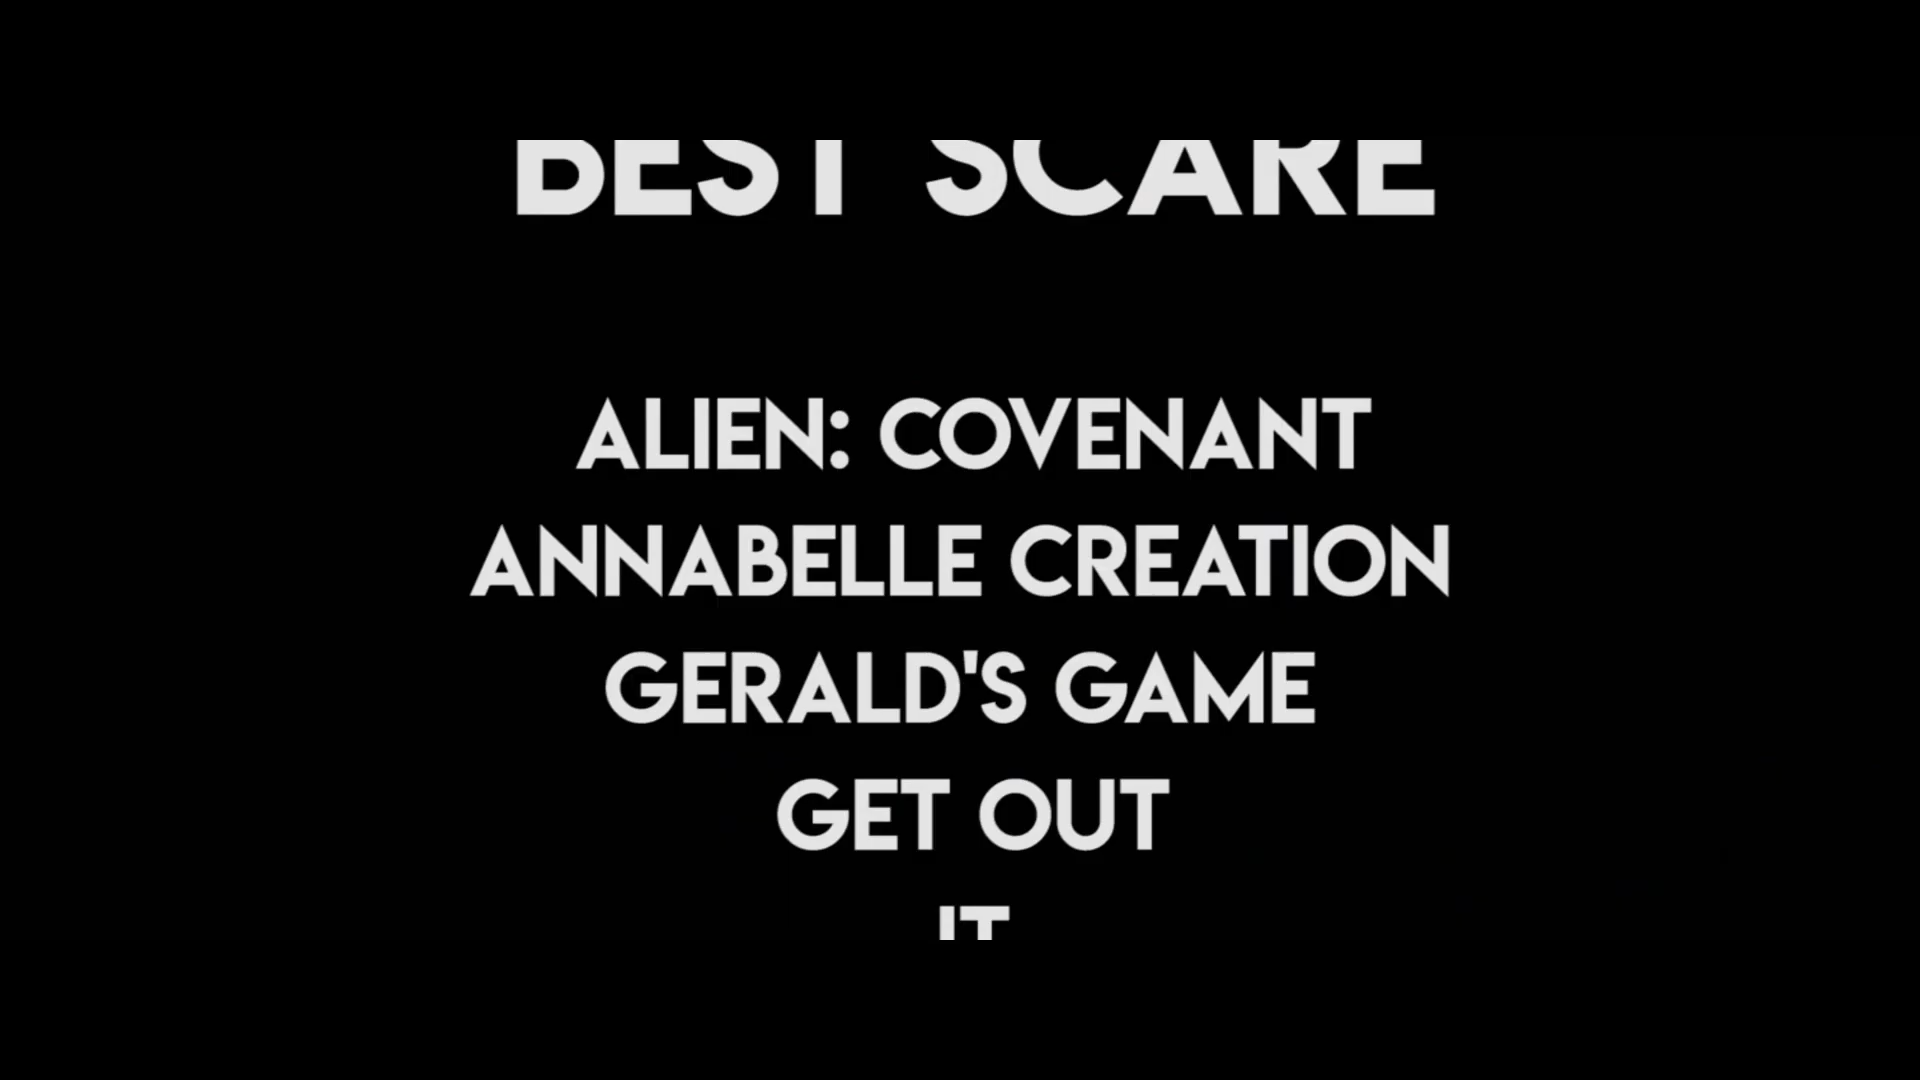 BEST SCARE
ALIEN: COVENANT
ANNABELLE CREATION
GERALD'S GAME
GET OUT
IT